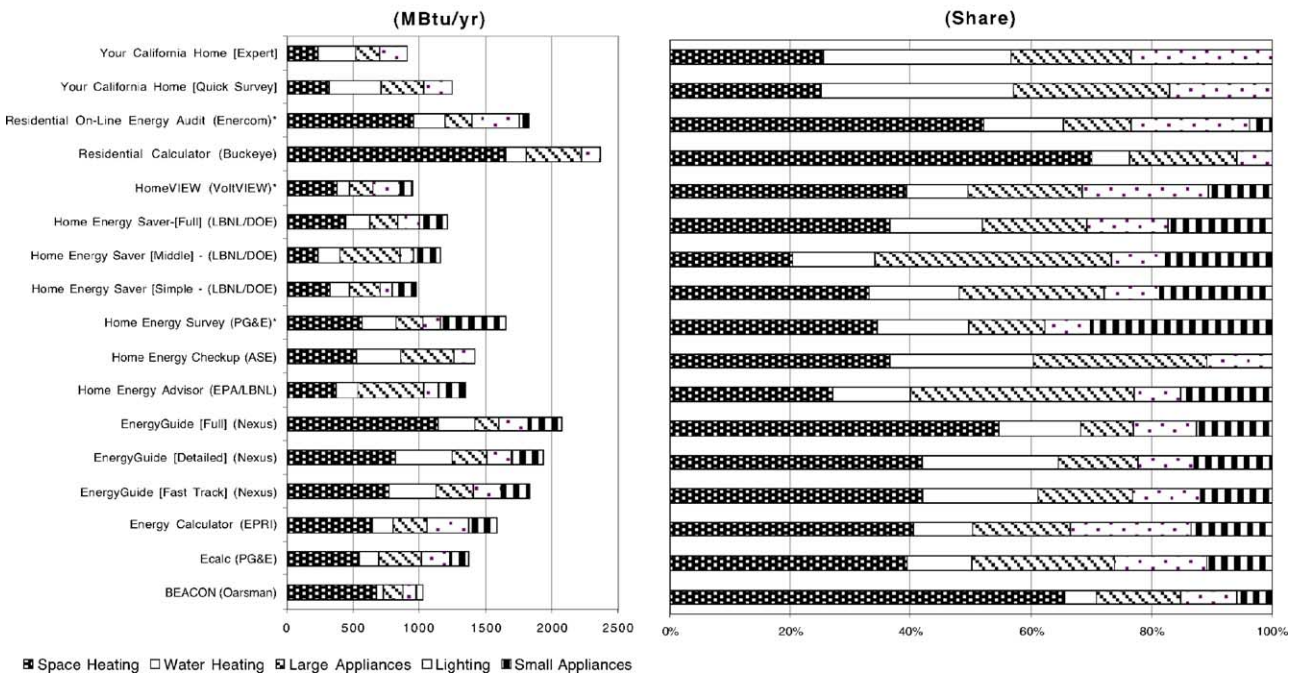 (MBtu/yr)
(Share)
Your California Home [Expert]
Your California Home [Quick Survey]
Residential On-Line Energy Audit (Enercom)*
Residential Calculator (Buckeye)
HomeVIEW (VoltVIEW)*
Home Energy Saver-[Full] (LBNL/DOE)
Home Energy Saver [Middle] - (LBNL/DOE)
Home Energy Saver [Simple - (LBNL/DOE)
Home Energy Survey (PG&E)*
Home Energy Checkup (ASE)
Home Energy Advisor (EPA/LBNL)
EnergyGuide [Full] (Nexus)
EnergyGuide [Detailed] (Nexus)
EnergyGuide [Fast Track] (Nexus)
Energy Calculator (EPRI)
Ecalc (PG&E)
BEACON (Oarsman)
0 500 1000 1500 2000 2500
0% 20% 40% 60% 80% 100%
Space Heating Water Heating Large Appliances Lighting Small Appliances